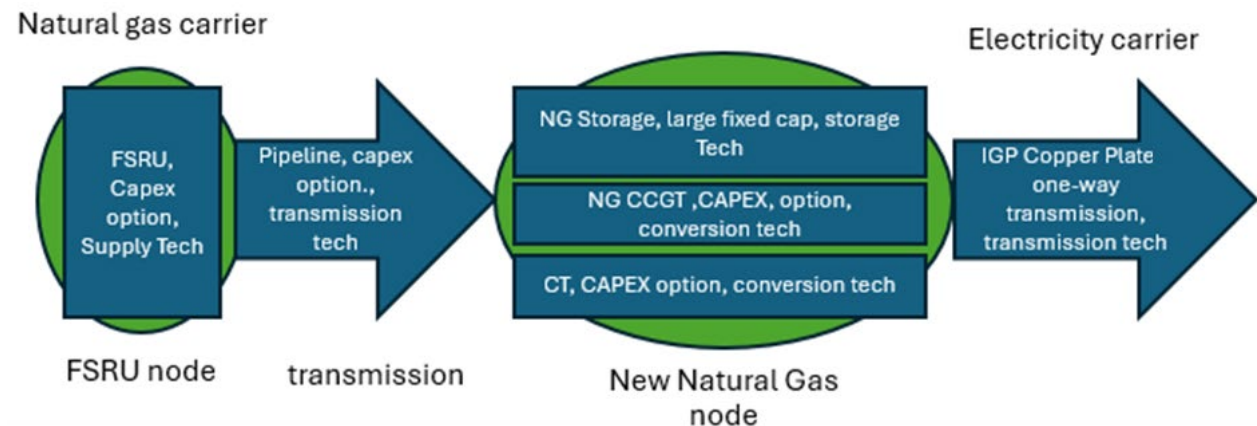 Natural gas carrier
Electricity carrier
FSRU,
Capex
option,
Supply Tech
Pipeline, capex
option.,
transmission
tech
NG Storage, large fixed cap, storage
Tech
NG CCGT ,CAPEX, option,
conversion tech
CT, CAPEX option, conversion tech
IGP Copper Plate
one-way
transmission,
transmission tech
FSRU node
transmission
New Natural Gas
node